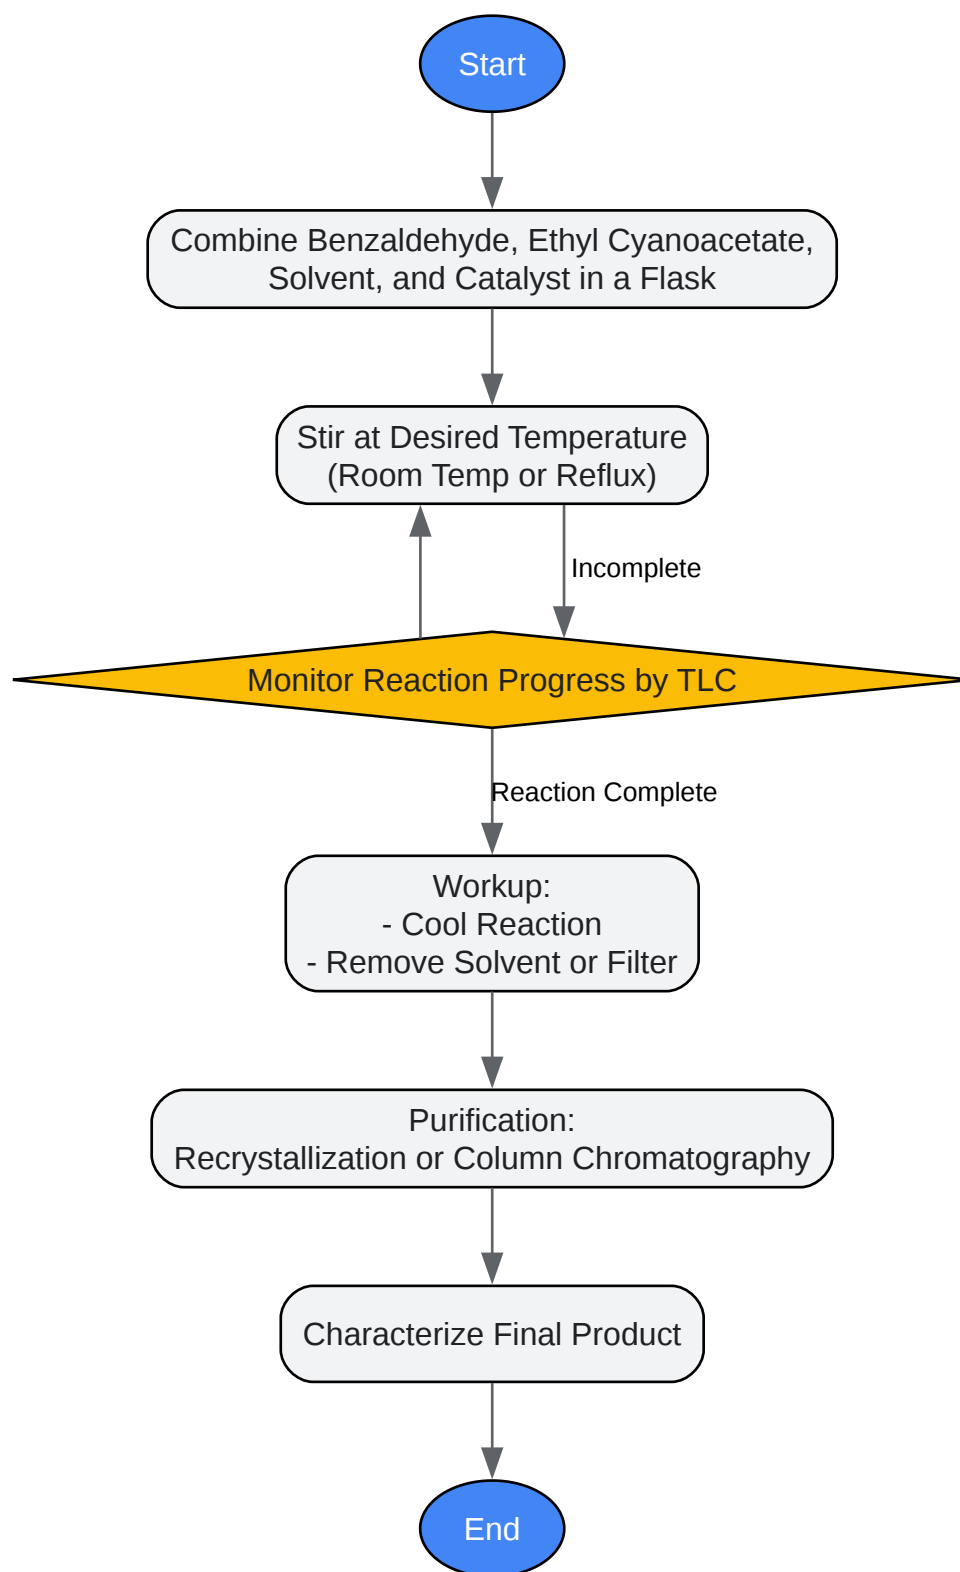 Start
Combine Benzaldehyde, Ethyl Cyanoacetate,
Solvent, and Catalyst in a Flask
Stir at Desired Temperature
(Room Temp or Reflux)
Incomplete
Monitor Reaction Progress by TLC
Reaction Complete
Workup:
- Cool Reaction
- Remove Solvent or Filter
Purification:
Recrystallization or Column Chromatography
Characterize Final Product
End